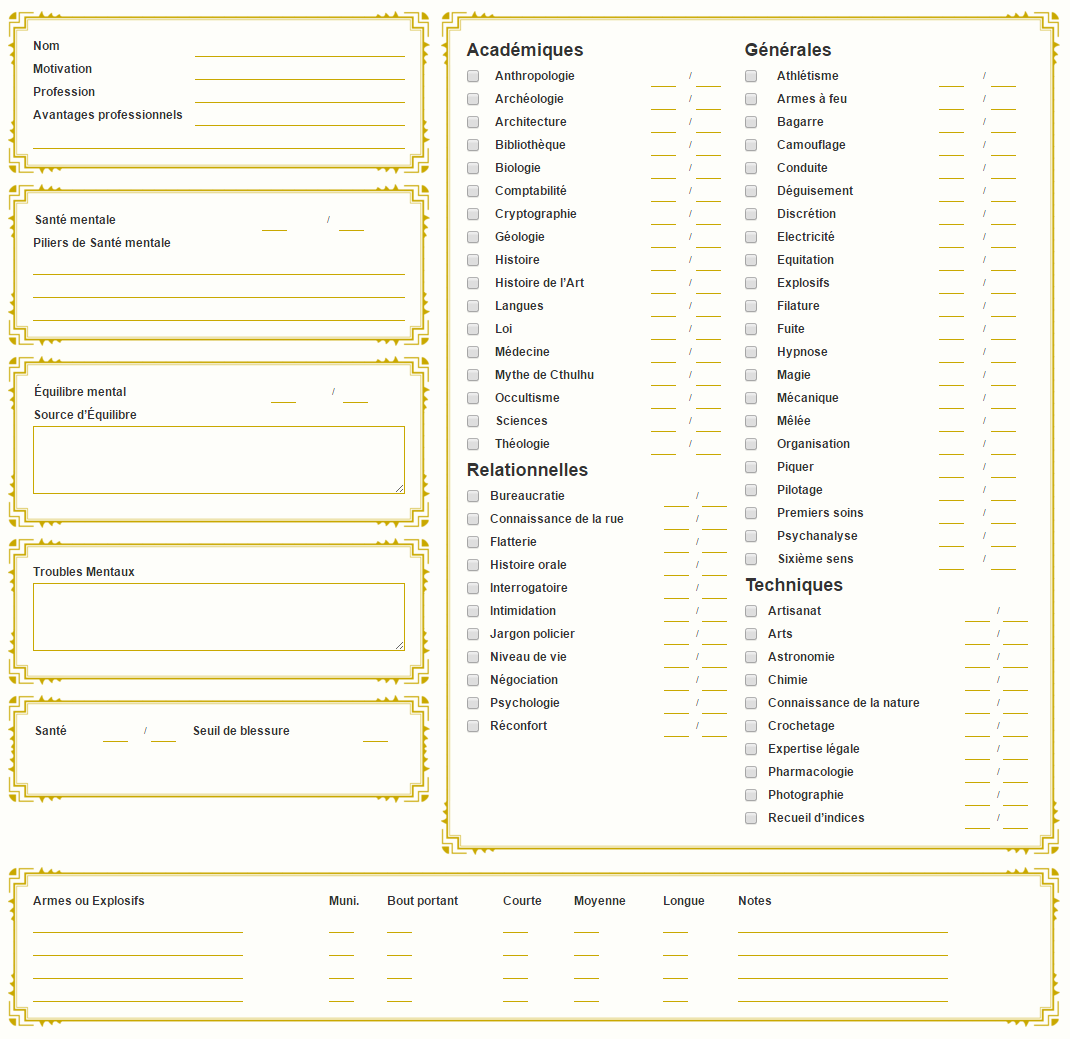 Nom
Motivation
Profession
Avantages professionnels
Santé mentale /
Piliers de Santé mentale
Équilibre mental /
Source d'Équilibre
Troubles Mentaux
Santé / Seuil de blessure
Académiques
Anthropologie /
Archéologie /
Architecture /
Bibliothèque /
Biologie /
Comptabilité /
Cryptographie /
Géologie /
Histoire /
Histoire de l'Art /
Langues /
Loi /
Médecine /
Mythe de Cthulhu /
Occultisme /
Sciences /
Théologie /
Relationnelles
Bureaucratie /
Connaissance de la rue /
Flatterie /
Histoire orale /
Interrogatoire /
Intimidation /
Jargon policier /
Niveau de vie /
Négociation /
Psychologie /
Réconfort /
Générales
Athlétisme /
Armes à feu /
Bagarre /
Camouflage /
Conduite /
Déguisement /
Discrétion /
Electricité /
Equitation /
Explosifs /
Filature /
Fuite /
Hypnose /
Magie /
Mécanique /
Mêlée /
Organisation /
Piquer /
Pilotage /
Premiers soins /
Psychanalyse /
Sixième sens /
Techniques
Artisanat /
Arts /
Astronomie /
Chimie /
Connaissance de la nature /
Crochetage /
Expertise légale /
Pharmacologie /
Photographie /
Recueil d'indices /
Armes ou Explosifs Muni. Bout portant Courte Moyenne Longue Notes